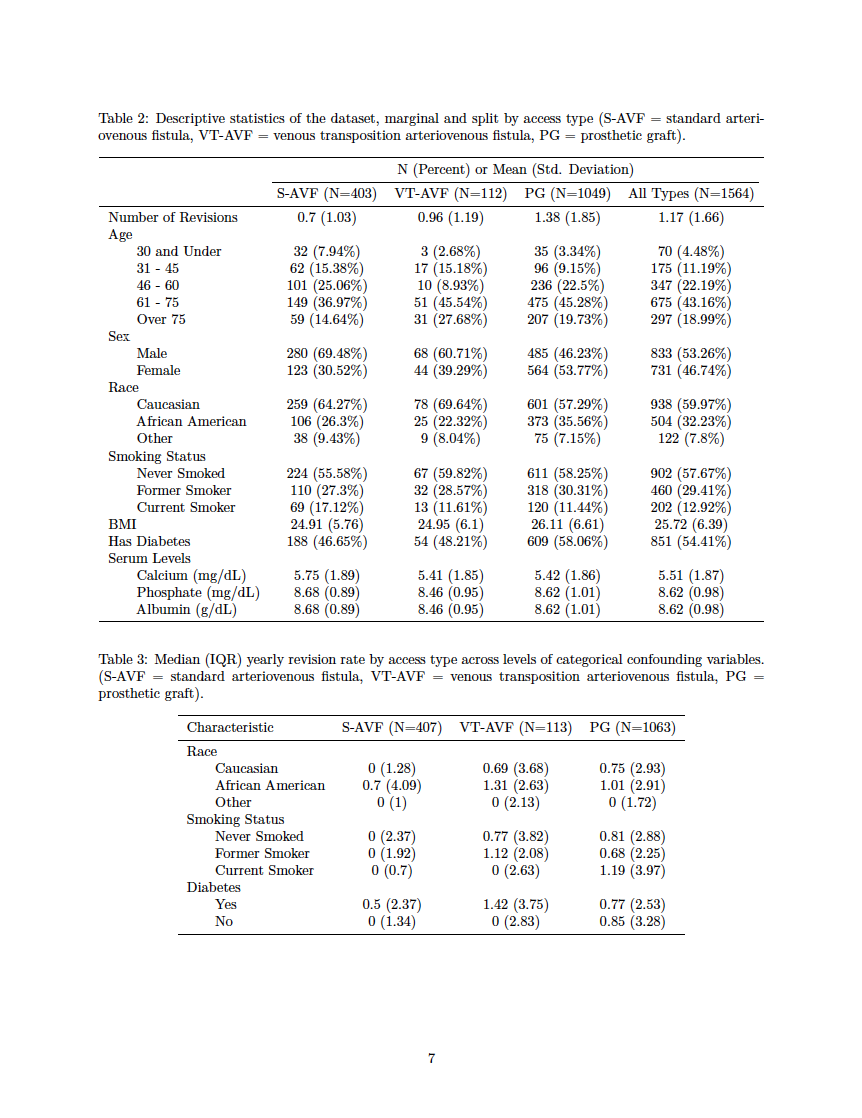 Table 2: Descriptive statistics of the dataset, marginal and split by access type (S-AVF = standard arteri-
ovenous fistula, VT-AVF = venous transposition arteriovenous fistula, PG = prosthetic graft).
N (Percent) or Mean (Std. Deviation)
S-AVF (N=403) VT-AVF (N=112) PG (N=1049) All Types (N=1564)
Number of Revisions 0.7 (1.03) 0.96 (1.19) 1.38 (1.85) 1.17 (1.66)
Age
30 and Under 32 (7.94%) 3 (2.68%) 35 (3.34%) 70 (4.48%)
31 - 45 62 (15.38%) 17 (15.18%) 96 (9.15%) 175 (11.19%)
46 - 60 101 (25.06%) 10 (8.93%) 236 (22.5%) 347 (22.19%)
61 - 75 149 (36.97%) 51 (45.54%) 475 (45.28%) 675 (43.16%)
Over 75 59 (14.64%) 31 (27.68%) 207 (19.73%) 297 (18.99%)
Sex
Male 280 (69.48%) 68 (60.71%) 485 (46.23%) 833 (53.26%)
Female 123 (30.52%) 44 (39.29%) 564 (53.77%) 731 (46.74%)
Race
Caucasian 259 (64.27%) 78 (69.64%) 601 (57.29%) 938 (59.97%)
African American 106 (26.3%) 25 (22.32%) 373 (35.56%) 504 (32.23%)
Other 38 (9.43%) 9 (8.04%) 75 (7.15%) 122 (7.8%)
Smoking Status
Never Smoked 224 (55.58%) 67 (59.82%) 611 (58.25%) 902 (57.67%)
Former Smoker 110 (27.3%) 32 (28.57%) 318 (30.31%) 460 (29.41%)
Current Smoker 69 (17.12%) 13 (11.61%) 120 (11.44%) 202 (12.92%)
BMI 24.91 (5.76) 24.95 (6.1) 26.11 (6.61) 25.72 (6.39)
Has Diabetes 188 (46.65%) 54 (48.21%) 609 (58.06%) 851 (54.41%)
Serum Levels
Calcium (mg/dL) 5.75 (1.89) 5.41 (1.85) 5.42 (1.86) 5.51 (1.87)
Phosphate (mg/dL) 8.68 (0.89) 8.46 (0.95) 8.62 (1.01) 8.62 (0.98)
Albumin (g/dL) 8.68 (0.89) 8.46 (0.95) 8.62 (1.01) 8.62 (0.98)
Table 3: Median (IQR) yearly revision rate by access type across levels of categorical confounding variables.
(S-AVF = standard arteriovenous fistula, VT-AVF = venous transposition arteriovenous fistula, PG =
prosthetic graft).
Characteristic S-AVF (N=407) VT-AVF (N=113) PG (N=1063)
Race
Caucasian 0 (1.28) 0.69 (3.68) 0.75 (2.93)
African American 0.7 (4.09) 1.31 (2.63) 1.01 (2.91)
Other 0 (1) 0 (2.13) 0 (1.72)
Smoking Status
Never Smoked 0 (2.37) 0.77 (3.82) 0.81 (2.88)
Former Smoker 0 (1.92) 1.12 (2.08) 0.68 (2.25)
Current Smoker 0 (0.7) 0 (2.63) 1.19 (3.97)
Diabetes
Yes 0.5 (2.37) 1.42 (3.75) 0.77 (2.53)
No 0 (1.34) 0 (2.83) 0.85 (3.28)
7